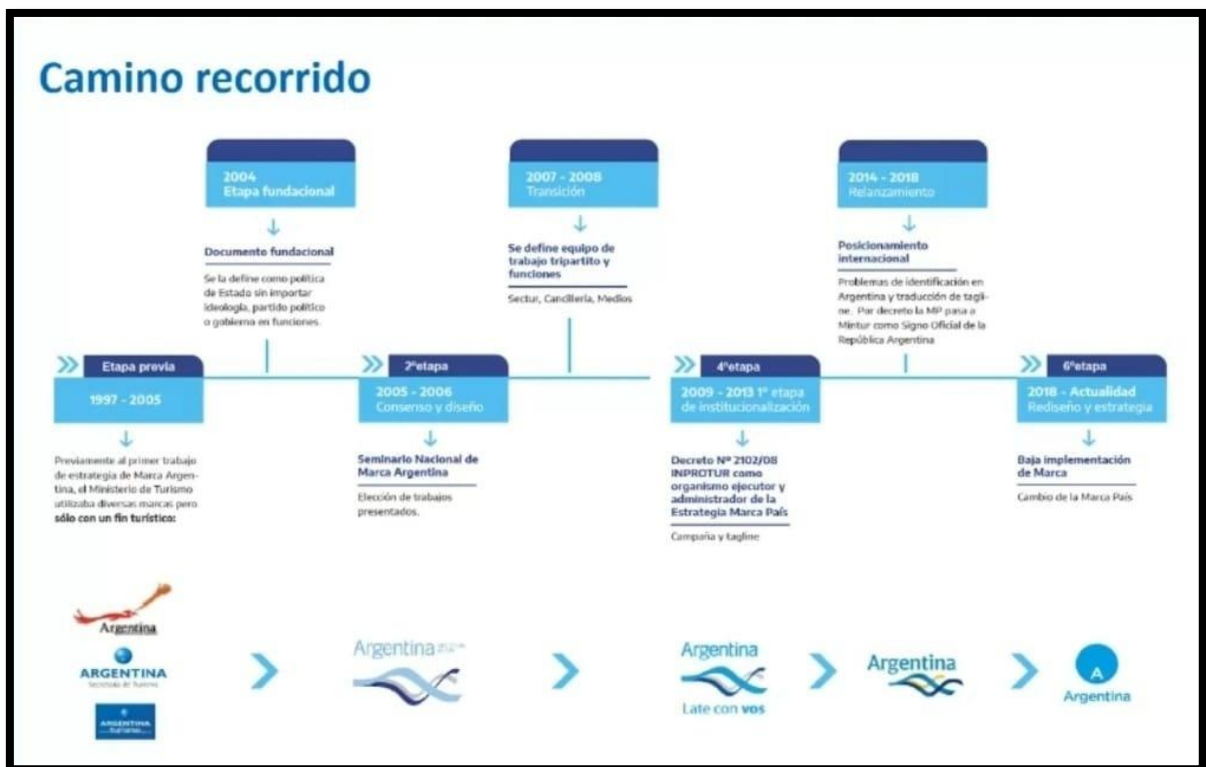 Camino recorrido
2004
Etapa fundacional
Documento fundacional
Se la define como política
de Estado sin importar
ideología, partido político
o gobierno en funciones.
2007 - 2008
Transición
Se define equipo de
trabajo tripartito y
funciones
Sectur, Cancillería, Medios
2014 - 2018
Relanzamiento
Posicionamiento
internacional
Problemas de identificación en
Argentina y traducción de tagli-
ne. Por decreto la MP pasa a
Mintur como Signo Oficial de la
República Argentina
Etapa previa
1997 - 2005
Previamente al primer trabajo
de estrategia de Marca Argen-
tina, el Ministerio de Turismo
utilizaba diversas marcas pero
sólo con un fin turístico:
2ºetapa
2005 - 2006
Consenso y diseño
Seminario Nacional de
Marca Argentina
Elección de trabajos
presentados.
4ºetapa
2009 - 2013 1º etapa
de institucionalización
Decreto Nº 2102/08
INPROTUR como
organismo ejecutor y
administrador de la
Estrategia Marca País
Campaña y tagline
6ºetapa
2018 - Actualidad
Rediseño y estrategia
Baja implementación
de Marca
Cambio de la Marca País
Argentina
ARGENTINA
Secretaría de Turismo
ARGENTINA
Turismo
Argentina
Argentina
Late con vos
Argentina
A
Argentina